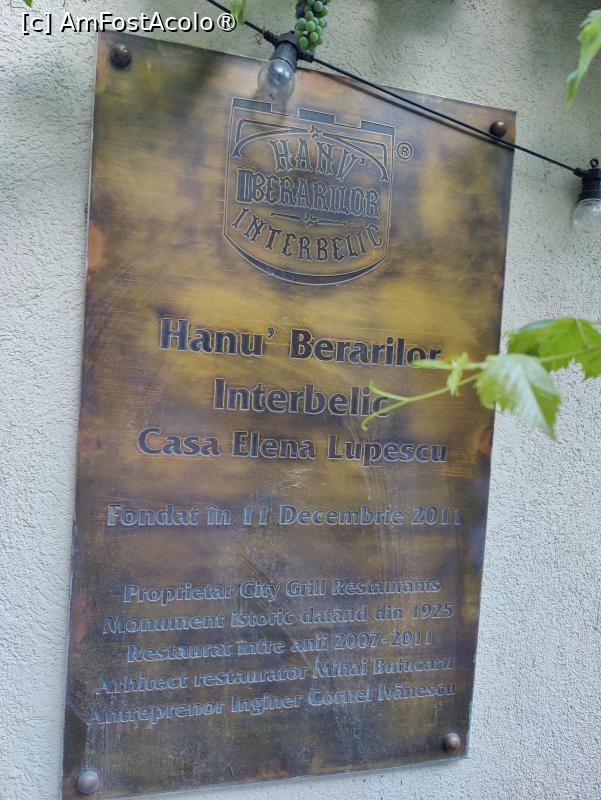 [c] AmFostAcolo®
HANU'
BERARILOR
INTERBELIC
®
Hanu' Berarilor
Interbelic
Casa Elena Lupescu
Fondat în 11 Decembrie 2011
Proprietar City Grill Restaurants
Monument istoric datând din 1925
Restaurat între anii 2007-2011
Arhitect restaurator Mihai Butucaru
Antreprenor Inginer Cornel Ivănescu